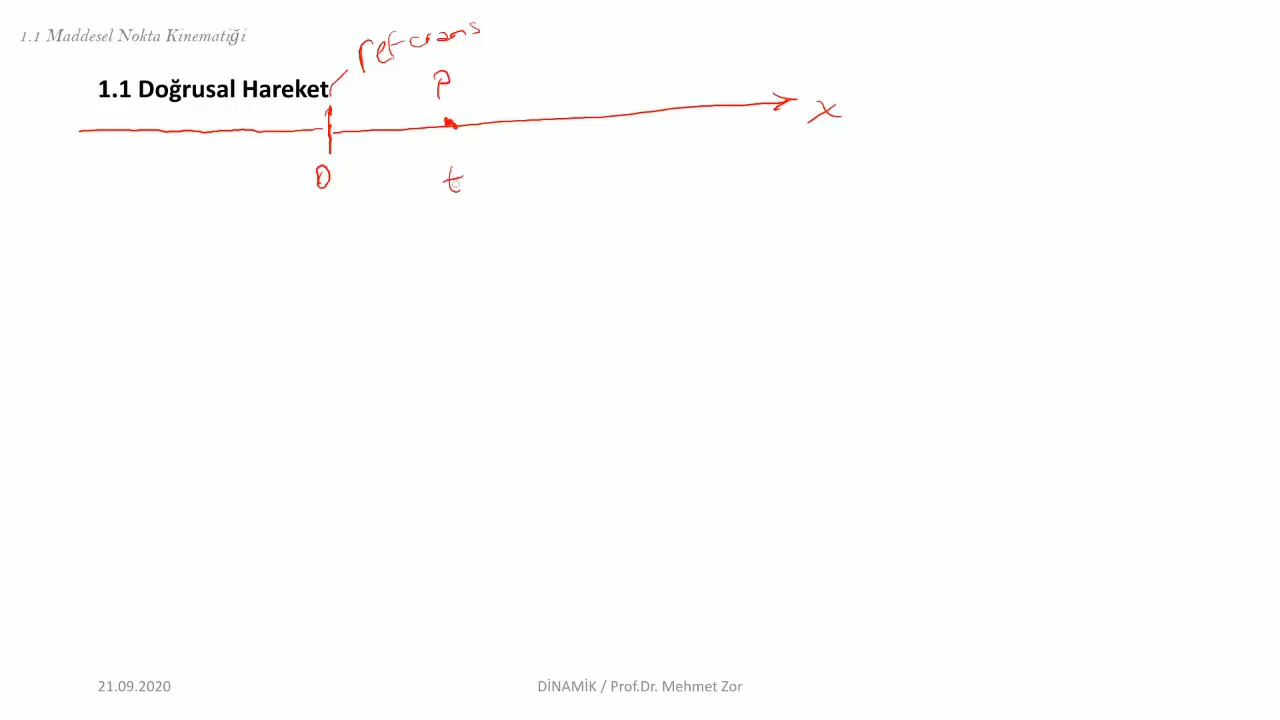 1.1 Maddesel Nokta Kinematiği
referans
1.1 Doğrusal Hareket
P
x
O
t
21.09.2020
DİNAMİK / Prof.Dr. Mehmet Zor